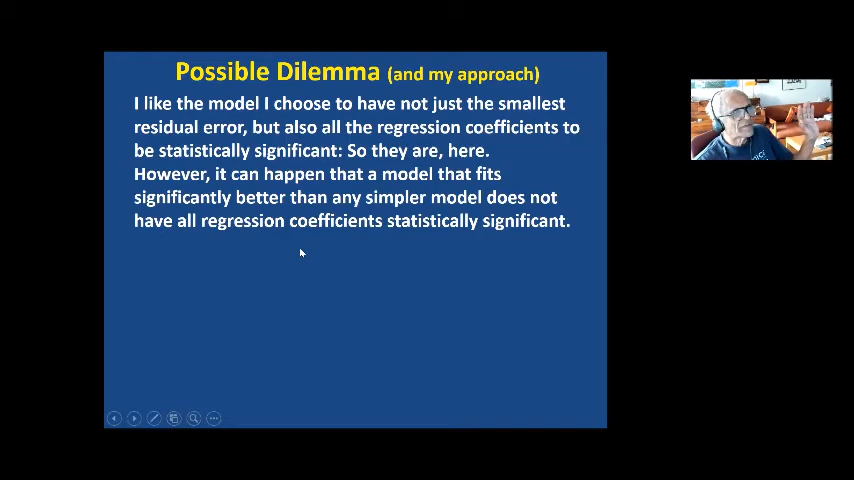 Possible Dilemma (and my approach)
I like the model I choose to have not just the smallest
residual error, but also all the regression coefficients to
be statistically significant: So they are, here.
However, it can happen that a model that fits
significantly better than any simpler model does not
have all regression coefficients statistically significant.